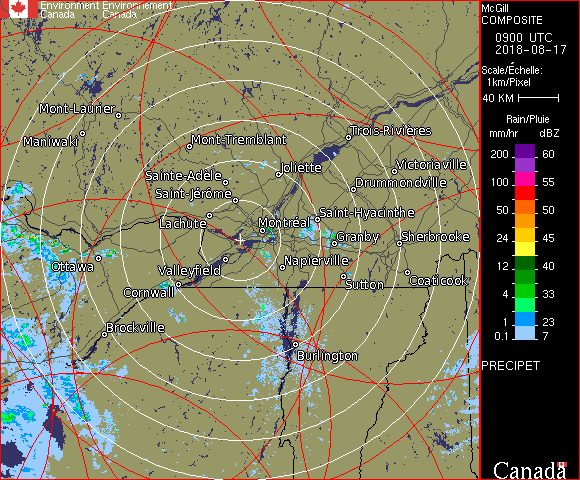 Environment Environnement
Canada Canada
McGill
COMPOSITE
0900 UTC
2018-08-17
Scale/Échelle:
1km/Pixel
40 KM
Rain/Pluie
mm/hr dBZ
200 60
55
100 55
50 50
24 45
12 40
4 33
1 23
0.1 7
PRECIPET
Canada
Mont-Laurier
Maniwaki
Mont-Tremblant
Trois-Rivières
Sainte-Adèle
Joliette
Victoriaville
Saint-Jérôme
Drummondville
Lachute
Montréal
Saint-Hyacinthe
Granby
Sherbrooke
Ottawa
Valleyfield
Napierville
Cornwall
Sutton
Coaticook
Brockville
Burlington